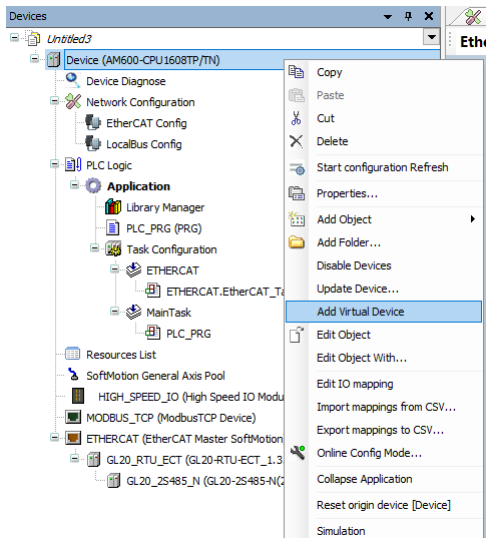 Devices
Untitled3
Device (AM600-CPU1608TP/TN)
Device Diagnose
Network Configuration
EtherCAT Config
LocalBus Config
PLC Logic
Application
Library Manager
PLC_PRG (PRG)
Task Configuration
ETHERCAT
ETHERCAT.EtherCAT_Ta
MainTask
PLC_PRG
Resources List
SoftMotion General Axis Pool
HIGH_SPEED_IO (High Speed IO Modu
MODBUS_TCP (ModbusTCP Device)
ETHERCAT (EtherCAT Master SoftMotion
GL20_RTU_ECT (GL20-RTU-ECT_1.3
GL20_2S485_N (GL20-2S485-N(2
Ethe
Copy
Paste
Cut
Delete
Start configuration Refresh
Properties...
Add Object
Add Folder...
Disable Devices
Update Device...
Add Virtual Device
Edit Object
Edit Object With...
Edit IO mapping
Import mappings from CSV...
Export mappings to CSV...
Online Config Mode...
Collapse Application
Reset origin device [Device]
Simulation